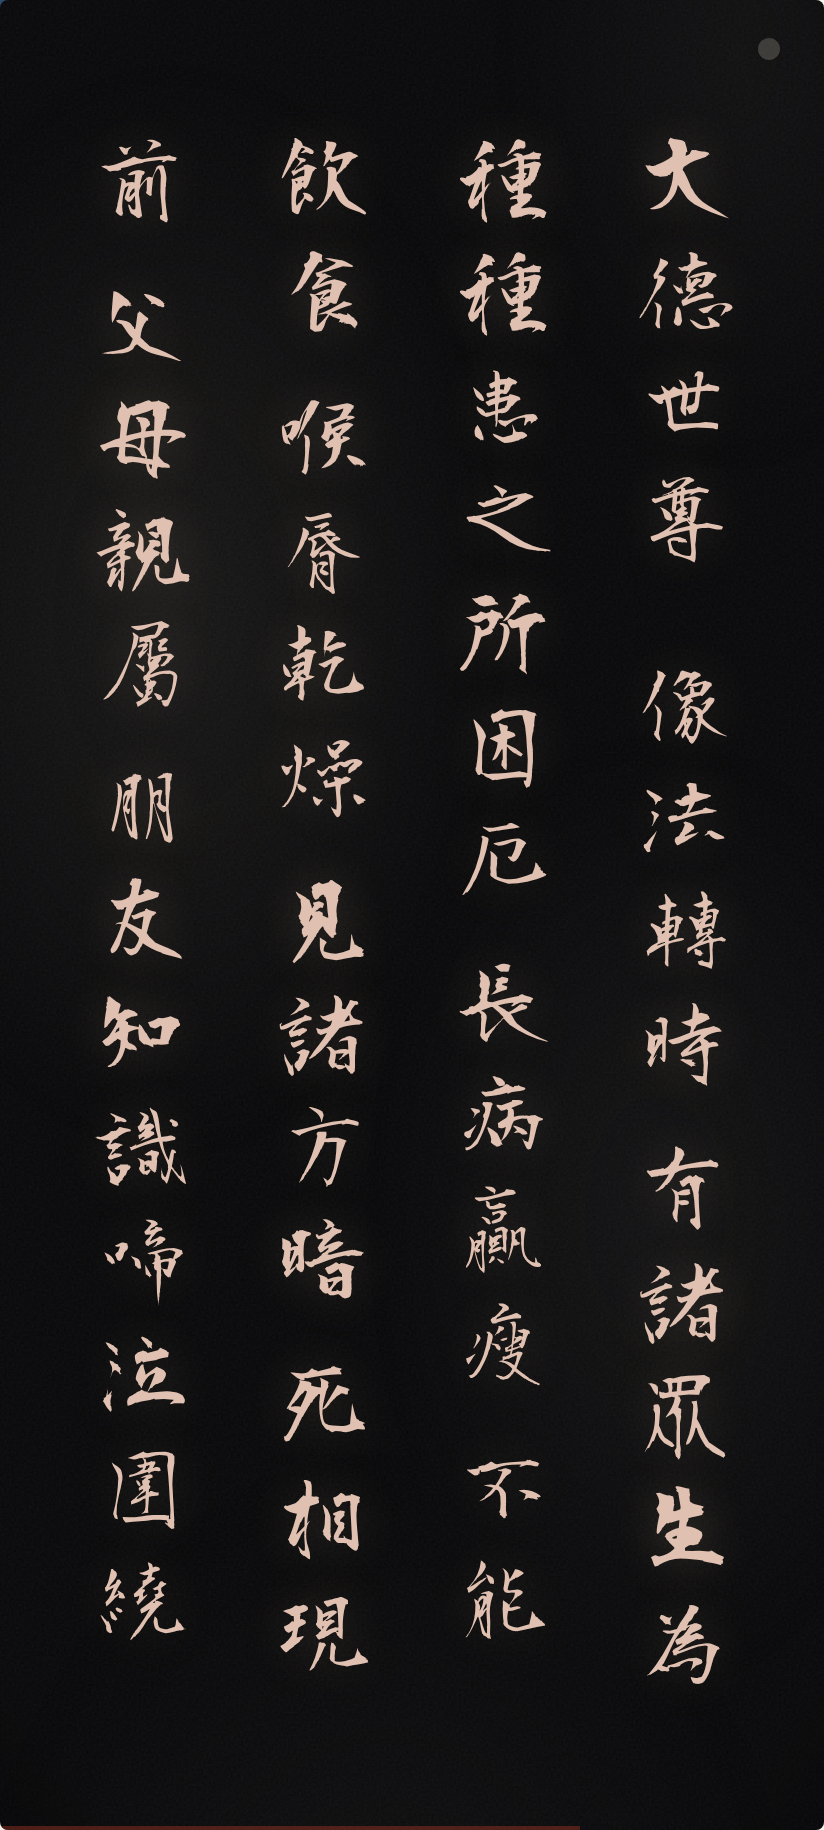 大德世尊 像法轉時 有諸眾生為
種種患之所困厄 長病羸瘦 不能
飲食 喉脣乾燥 見諸方暗 死相現
前 父母親屬 朋友知識啼泣圍繞